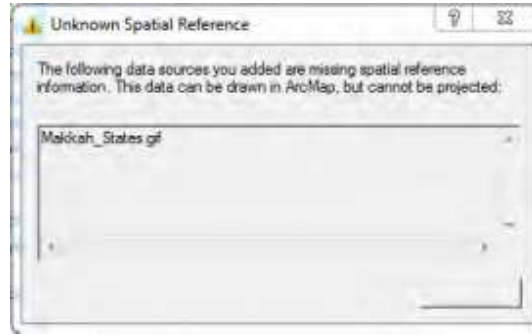 Unknown Spatial Reference
The following data sources you added are missing spatial reference
information. This data can be drawn in ArcMap, but cannot be projected:
Makkah_States.gif